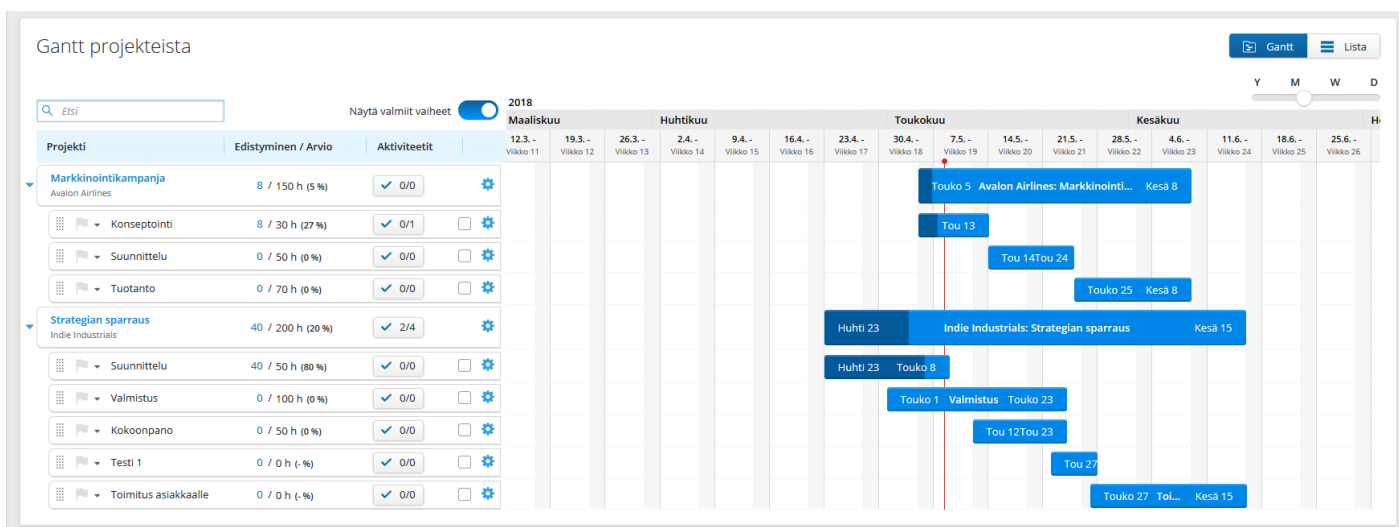 Gantt projekteista
Gantt Lista
Y M W D
Etsi Näytä valmiit vaiheet
2018
Maaliskuu Huhtikuu Toukokuu Kesäkuu
Projekti Edistyminen / Arvio Aktiviteetit
12.3. - 19.3. - 26.3. - 2.4. - 9.4. - 16.4. - 23.4. - 30.4. - 7.5. - 14.5. - 21.5. - 28.5. - 4.6. - 11.6. - 18.6. - 25.6. -
Viikko 11 Viikko 12 Viikko 13 Viikko 14 Viikko 15 Viikko 16 Viikko 17 Viikko 18 Viikko 19 Viikko 20 Viikko 21 Viikko 22 Viikko 23 Viikko 24 Viikko 25 Viikko 26
Markkinointikampanja
Avalon Airlines
8 / 150 h (5 %) 0/0 Touko 5 Avalon Airlines: Markkinointi... Kesä 8
Konseptointi 8 / 30 h (27 %) 0/1 Tou 13
Suunnittelu 0 / 50 h (0 %) 0/0 Tou 14Tou 24
Tuotanto 0 / 70 h (0 %) 0/0 Touko 25 Kesä 8
Strategian sparraus
Indie Industrials
40 / 200 h (20 %) 2/4 Huhti 23 Indie Industrials: Strategian sparraus Kesä 15
Suunnittelu 40 / 50 h (80 %) 0/0 Huhti 23 Touko 8
Valmistus 0 / 100 h (0 %) 0/0 Touko 1 Valmistus Touko 23
Kokoonpano 0 / 50 h (0 %) 0/0 Tou 12Tou 23
Testi 1 0 / 0 h (- %) 0/0 Tou 27
Toimitus asiakkaalle 0 / 0 h (- %) 0/0 Touko 27 Toi... Kesä 15